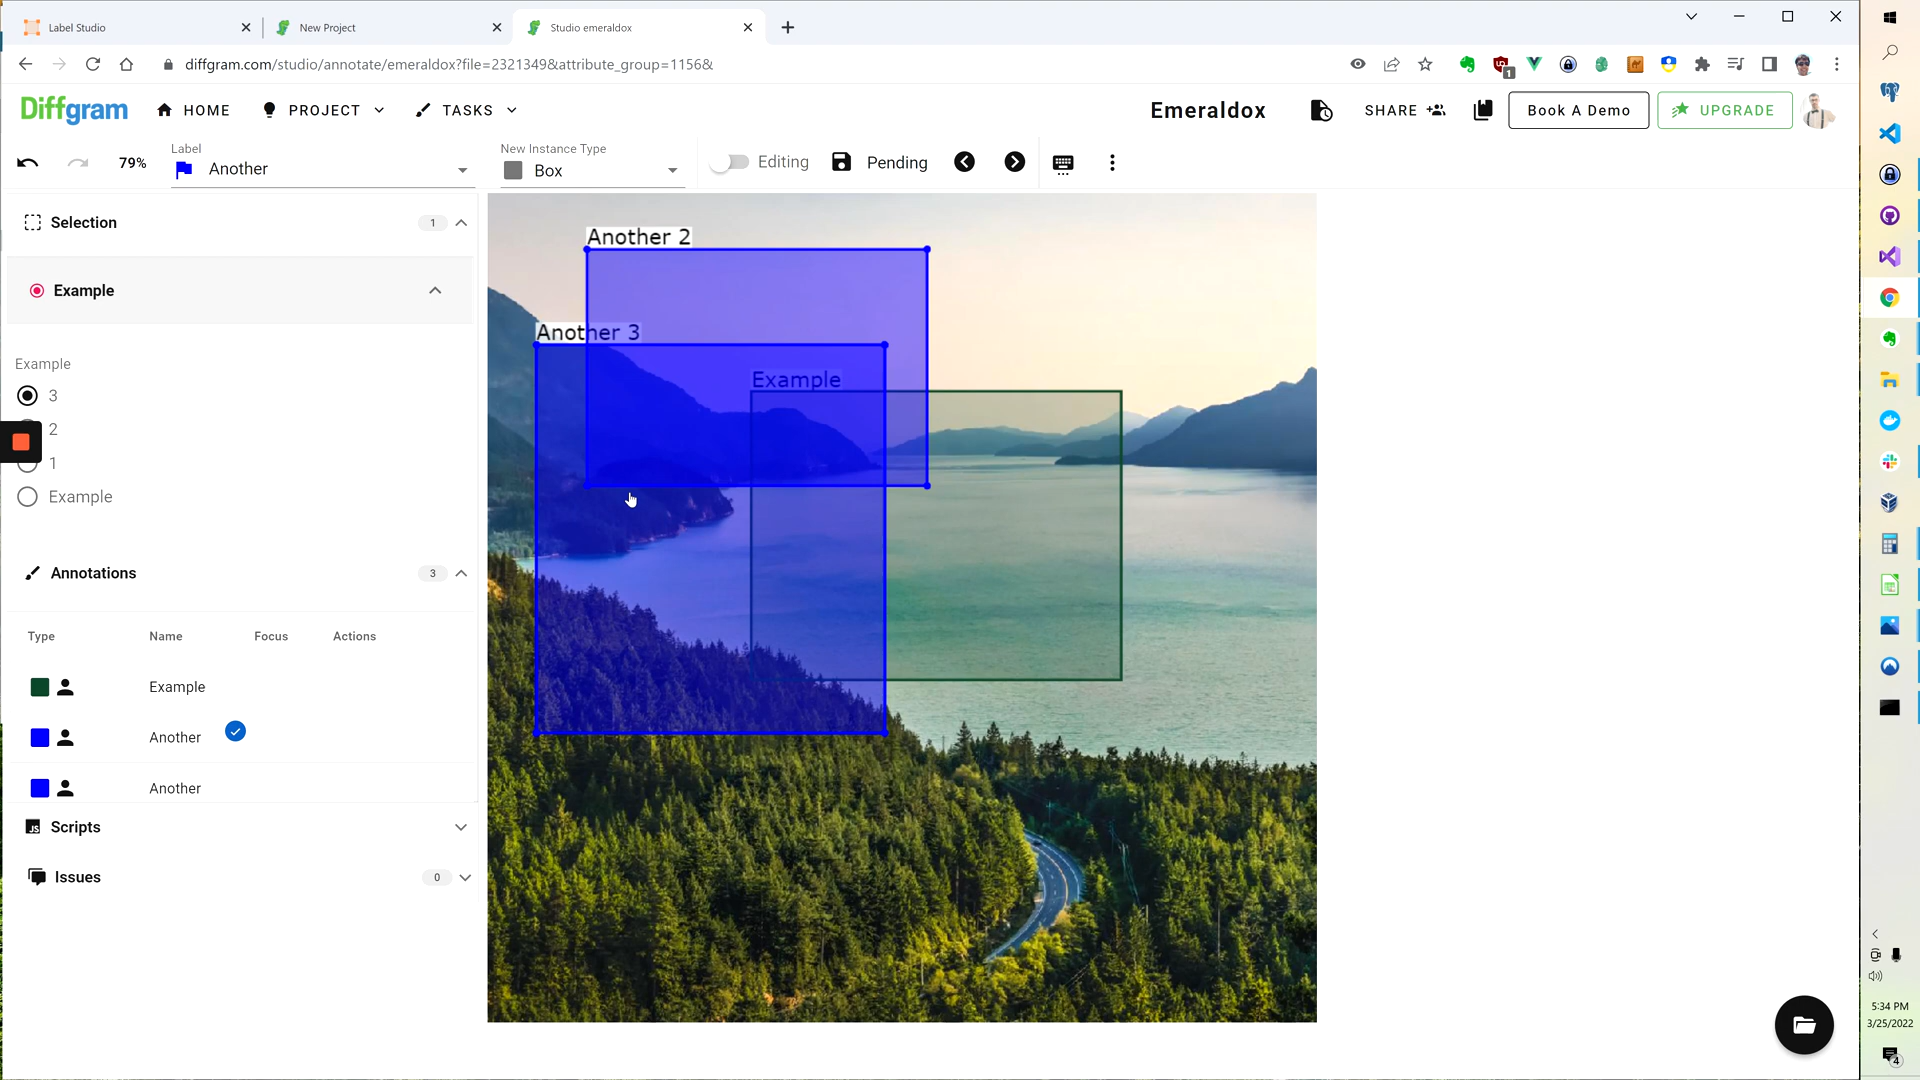 Label Studio
New Project
Studio emeraldox
diffgram.com/studio/annotate/emeraldox?file=2321349&attribute_group=1156&
1
Diffgram
HOME
PROJECT
TASKS
Emeraldox
SHARE
Book A Demo
UPGRADE
79%
Label
Another
New Instance Type
Box
Editing
Pending
Selection
1
Example
Example
3
2
1
Example
Annotations
3
Type
Name
Focus
Actions
Example
Another
Another
JS
Scripts
Issues
0
Another 2
Another 3
Example
5:34 PM
3/25/2022
4